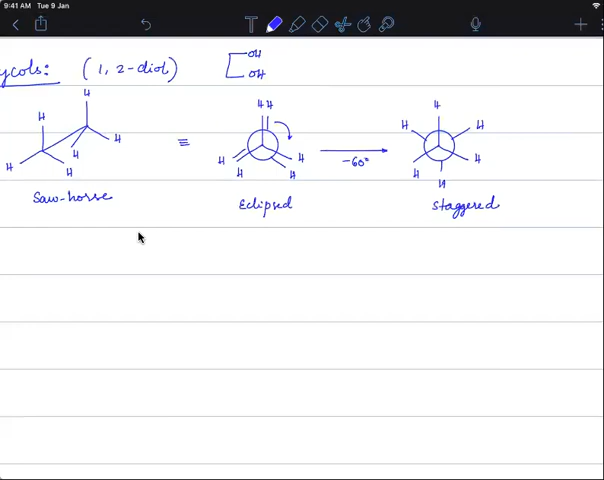 9:41 AM Tue 9 Jan
ycols: (1, 2-diol) OH
OH
H H H H H H
≡
H H H H H H
-60°
H H H H H H
Saw-horse Eclipsed Staggered